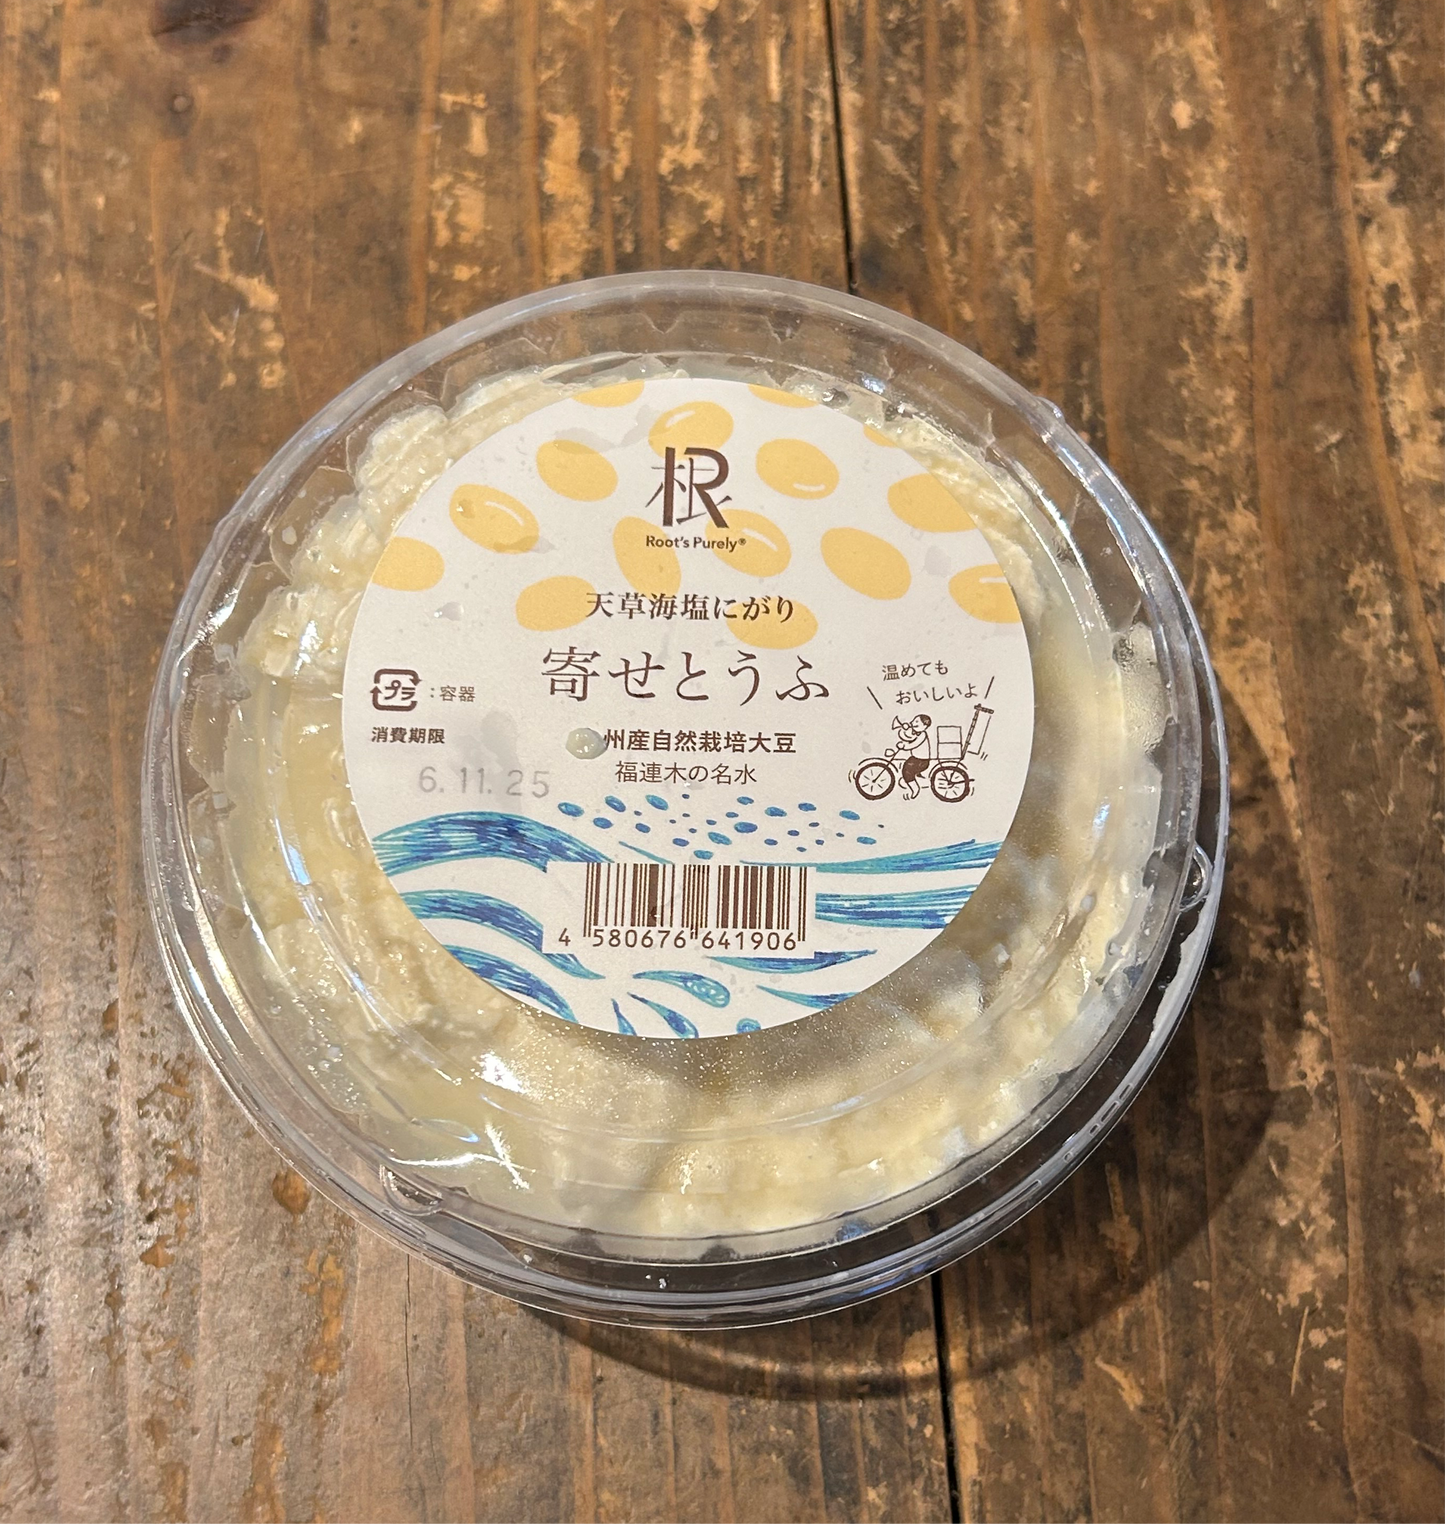 根
Root's Purely®
天草海塩にがり
寄せとうふ
温めても
おいしいよ
プラ :容器
消費期限
6.11.25
州産自然栽培大豆
福連木の名水
4 580676 641906